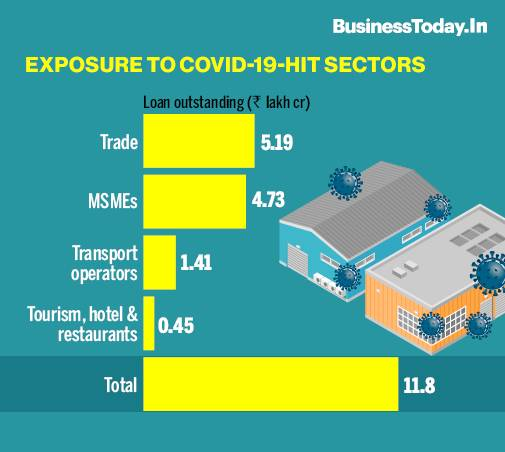 BusinessToday.In
EXPOSURE TO COVID-19-HIT SECTORS
Loan outstanding (₹ lakh cr)
Trade 5.19
MSMEs 4.73
Transport
operators 1.41
Tourism, hotel &
restaurants 0.45
Total 11.8